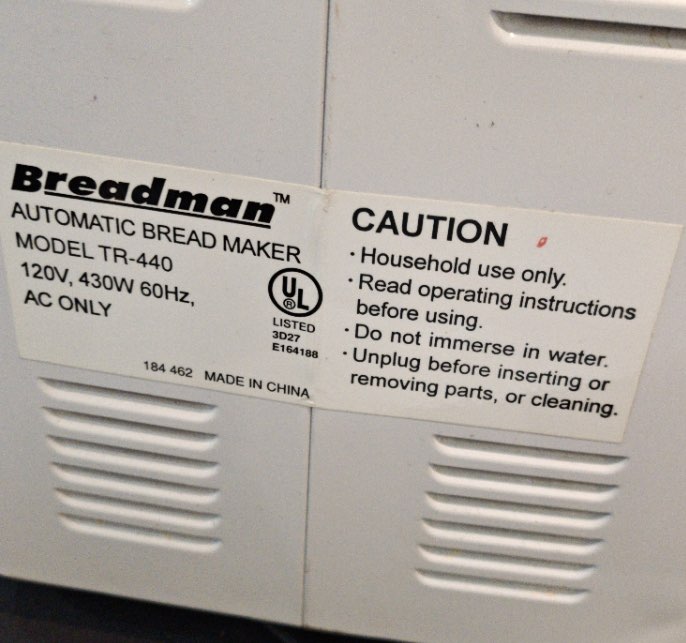 Breadman™
AUTOMATIC BREAD MAKER
MODEL TR-440
120V, 430W 60Hz,
AC ONLY
UL
LISTED
3D27
E164188
184 462 MADE IN CHINA
CAUTION
· Household use only.
· Read operating instructions
before using.
· Do not immerse in water.
· Unplug before inserting or
removing parts, or cleaning.